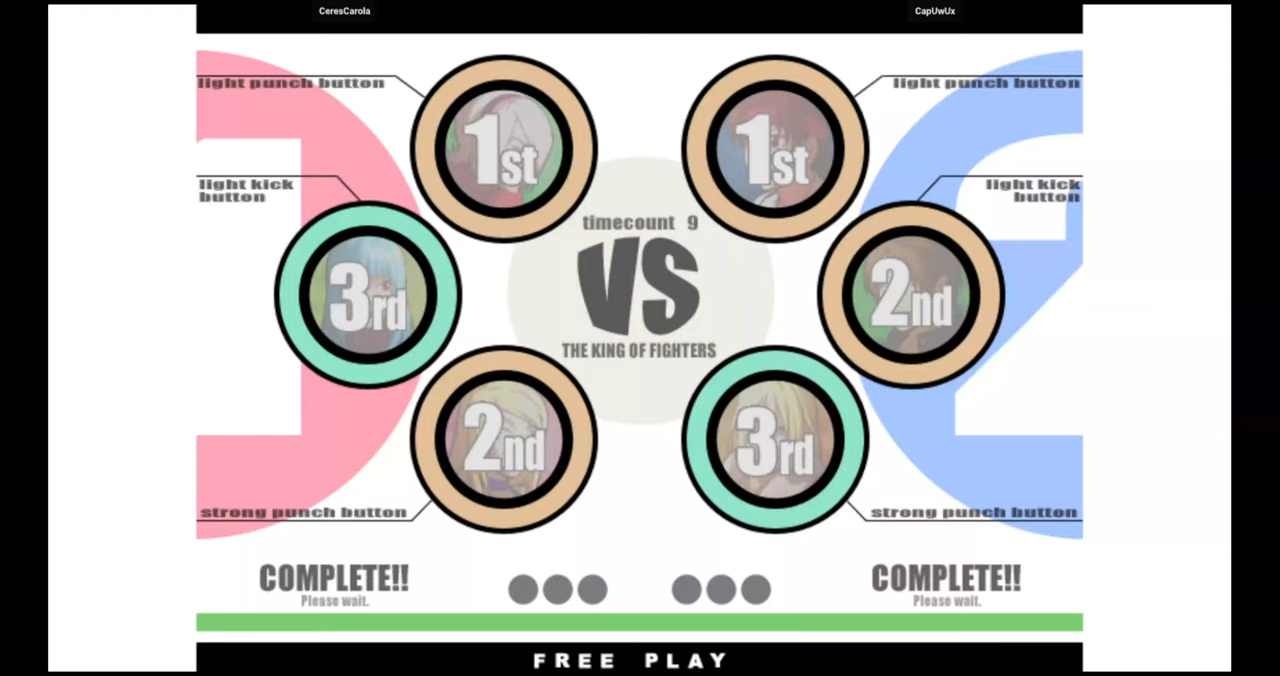 CeresCarola
CapUwUx
light punch button
light punch button
1st
1st
light kick
button
light kick
button
timecount 9
VS
THE KING OF FIGHTERS
3rd
2nd
2nd
3rd
strong punch button
strong punch button
COMPLETE!!
Please wait.
COMPLETE!!
Please wait.
FREE PLAY